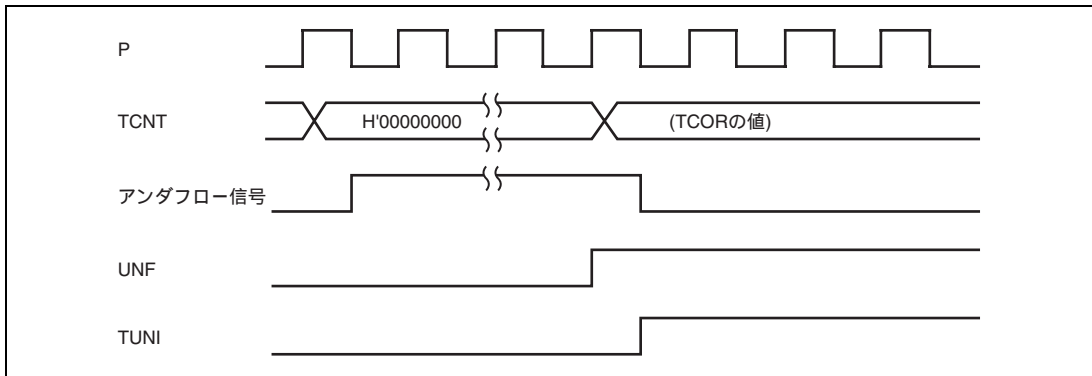 P
TCNT
H'00000000
(TCORの値)
アンダフロー信号
UNF
TUNI